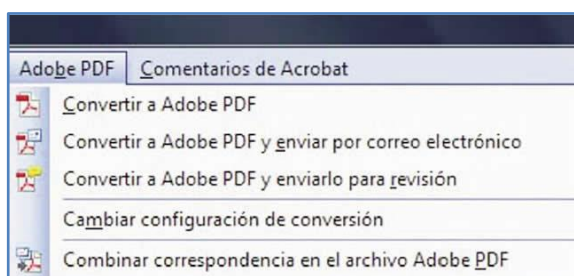 Adobe PDF Comentarios de Acrobat
Convertir a Adobe PDF
Convertir a Adobe PDF y enviar por correo electrónico
Convertir a Adobe PDF y enviarlo para revisión
Cambiar configuración de conversión
Combinar correspondencia en el archivo Adobe PDF